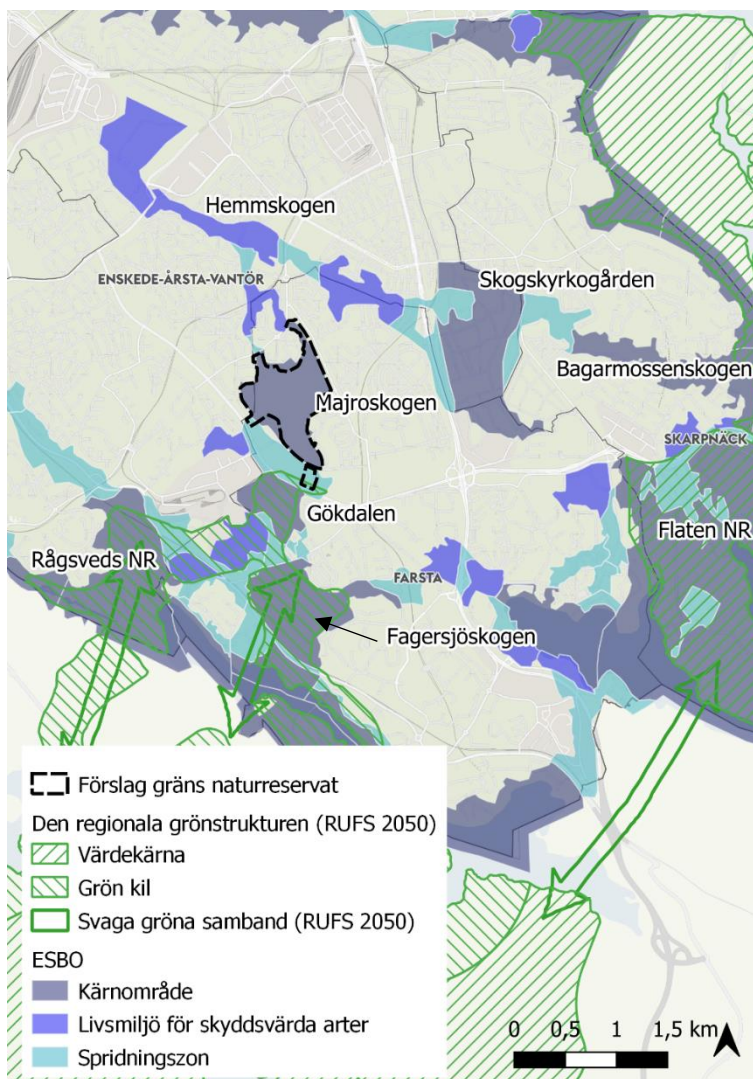 Hemmskogen
ENSKEDE-ÅRSTA-VANTÖR
Skogskyrkogården
Bagarmossenskogen
Majroskogen
SKARPNÄCK
Gökdalen
Flaten NR
Rågsveds NR
FARSTA
Fagersjöskogen
Förslag gräns naturreservat
Den regionala grönstrukturen (RUFS 2050)
Värdekärna
Grön kil
Svaga gröna samband (RUFS 2050)
ESBO
Kärnområde
Livsmiljö för skyddsvärda arter
Spridningszon
0 0,5 1 1,5 km